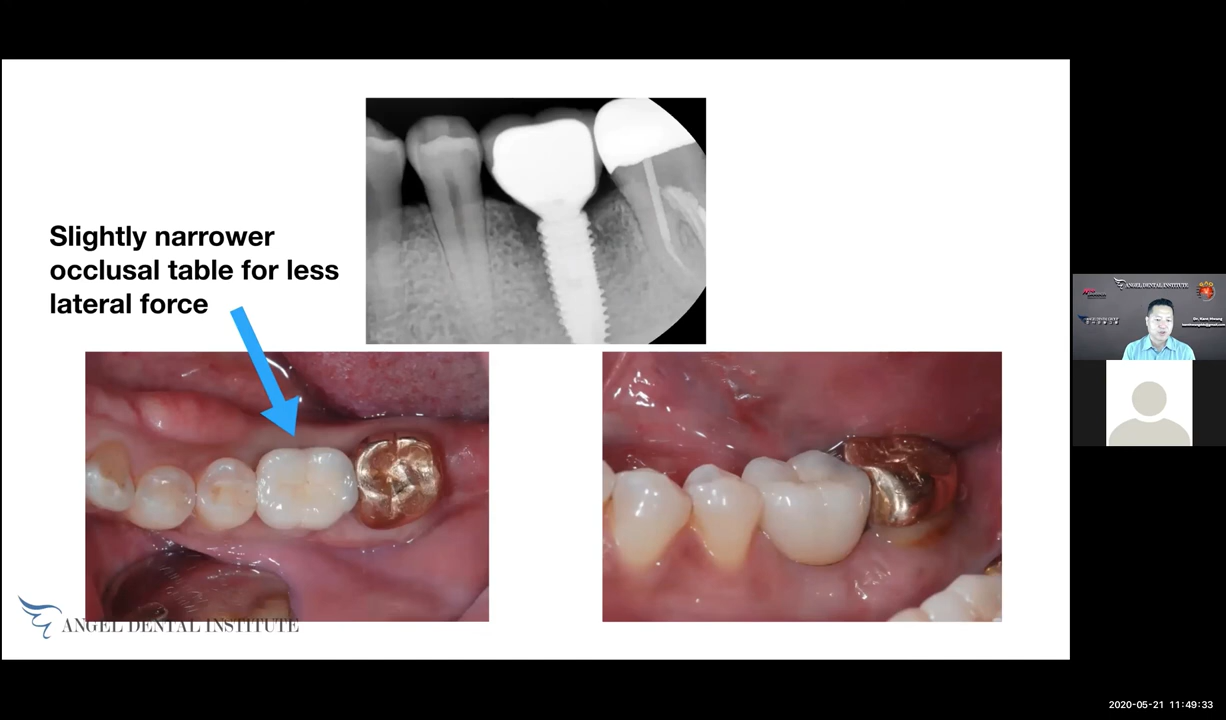 Slightly narrower
occlusal table for less
lateral force
ANGEL DENTAL INSTITUTE
ANGEL DENTAL INSTITUTE
2020-05-21 11:49:33